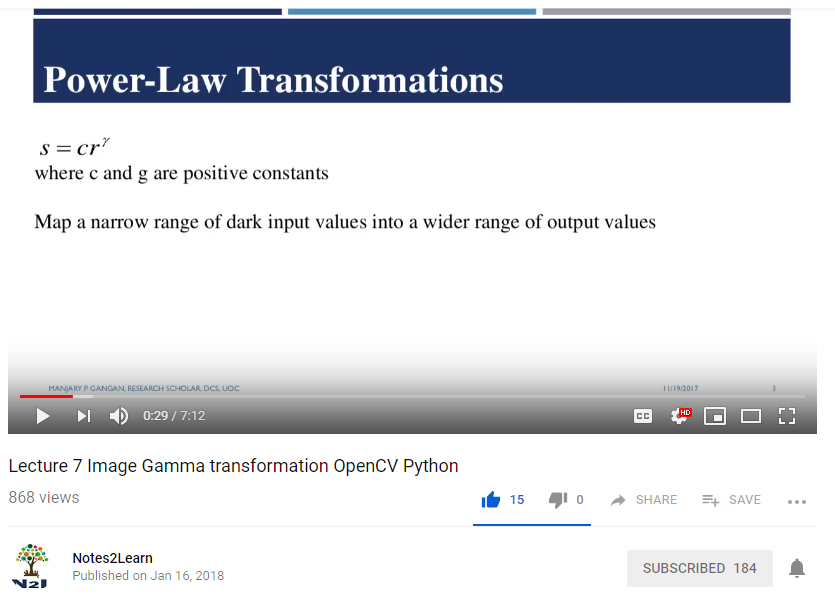 Power-Law Transformations
s = cr^γ
where c and g are positive constants
Map a narrow range of dark input values into a wider range of output values
MANJARY P GANGAN, RESEARCH SCHOLAR, DCS, UOC 11/19/2017 3
0:29 / 7:12 CC HD
Lecture 7 Image Gamma transformation OpenCV Python
868 views
15 0 SHARE SAVE
N2L
Notes2Learn
Published on Jan 16, 2018
SUBSCRIBED 184